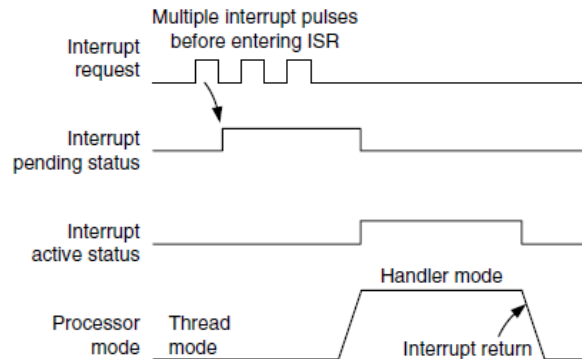 Multiple interrupt pulses
before entering ISR
Interrupt
request
Interrupt
pending status
Interrupt
active status
Handler mode
Processor
mode
Thread
mode
Interrupt return